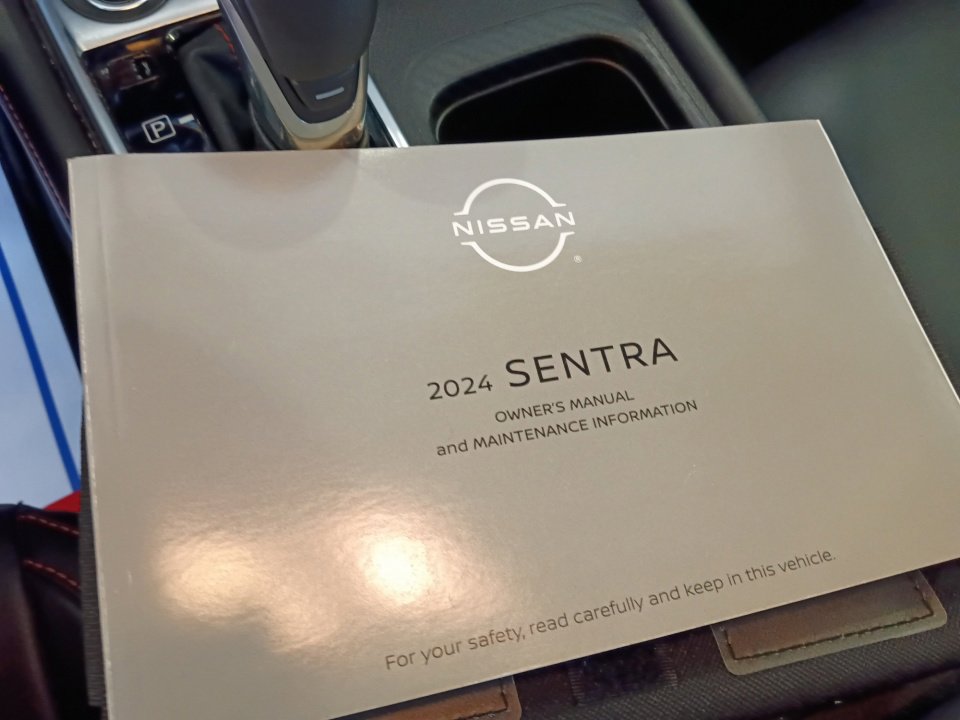 P
NISSAN
®
2024 SENTRA
OWNER'S MANUAL
and MAINTENANCE INFORMATION
For your safety, read carefully and keep in this vehicle.